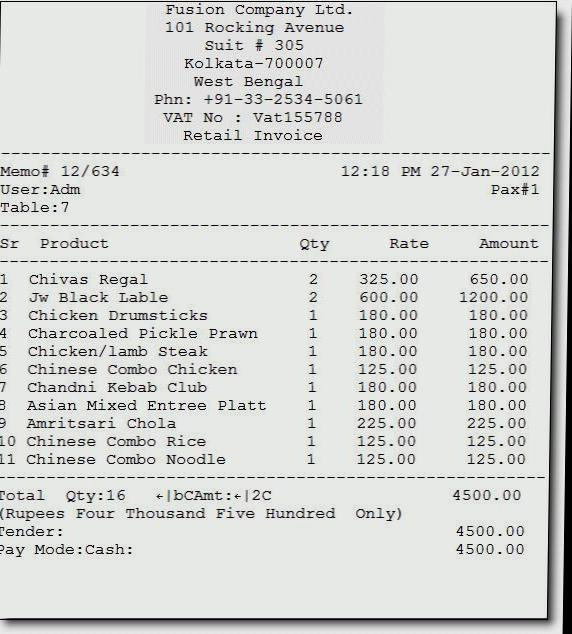 Fusion Company Ltd.
101 Rocking Avenue
Suit # 305
Kolkata-700007
West Bengal
Phn: +91-33-2534-5061
VAT No : Vat155788
Retail Invoice
Memo# 12/634 12:18 PM 27-Jan-2012
User:Adm Pax#1
Table:7
Sr Product Qty Rate Amount
1 Chivas Regal 2 325.00 650.00
2 Jw Black Lable 2 600.00 1200.00
3 Chicken Drumsticks 1 180.00 180.00
4 Charcoaled Pickle Prawn 1 180.00 180.00
5 Chicken/lamb Steak 1 180.00 180.00
6 Chinese Combo Chicken 1 125.00 125.00
7 Chandni Kebab Club 1 180.00 180.00
8 Asian Mixed Entree Platt 1 180.00 180.00
9 Amritsari Chola 1 225.00 225.00
10 Chinese Combo Rice 1 125.00 125.00
11 Chinese Combo Noodle 1 125.00 125.00
Total Qty:16 ←|bCAmt:←|2C 4500.00
(Rupees Four Thousand Five Hundred Only)
Tender: 4500.00
Pay Mode:Cash: 4500.00